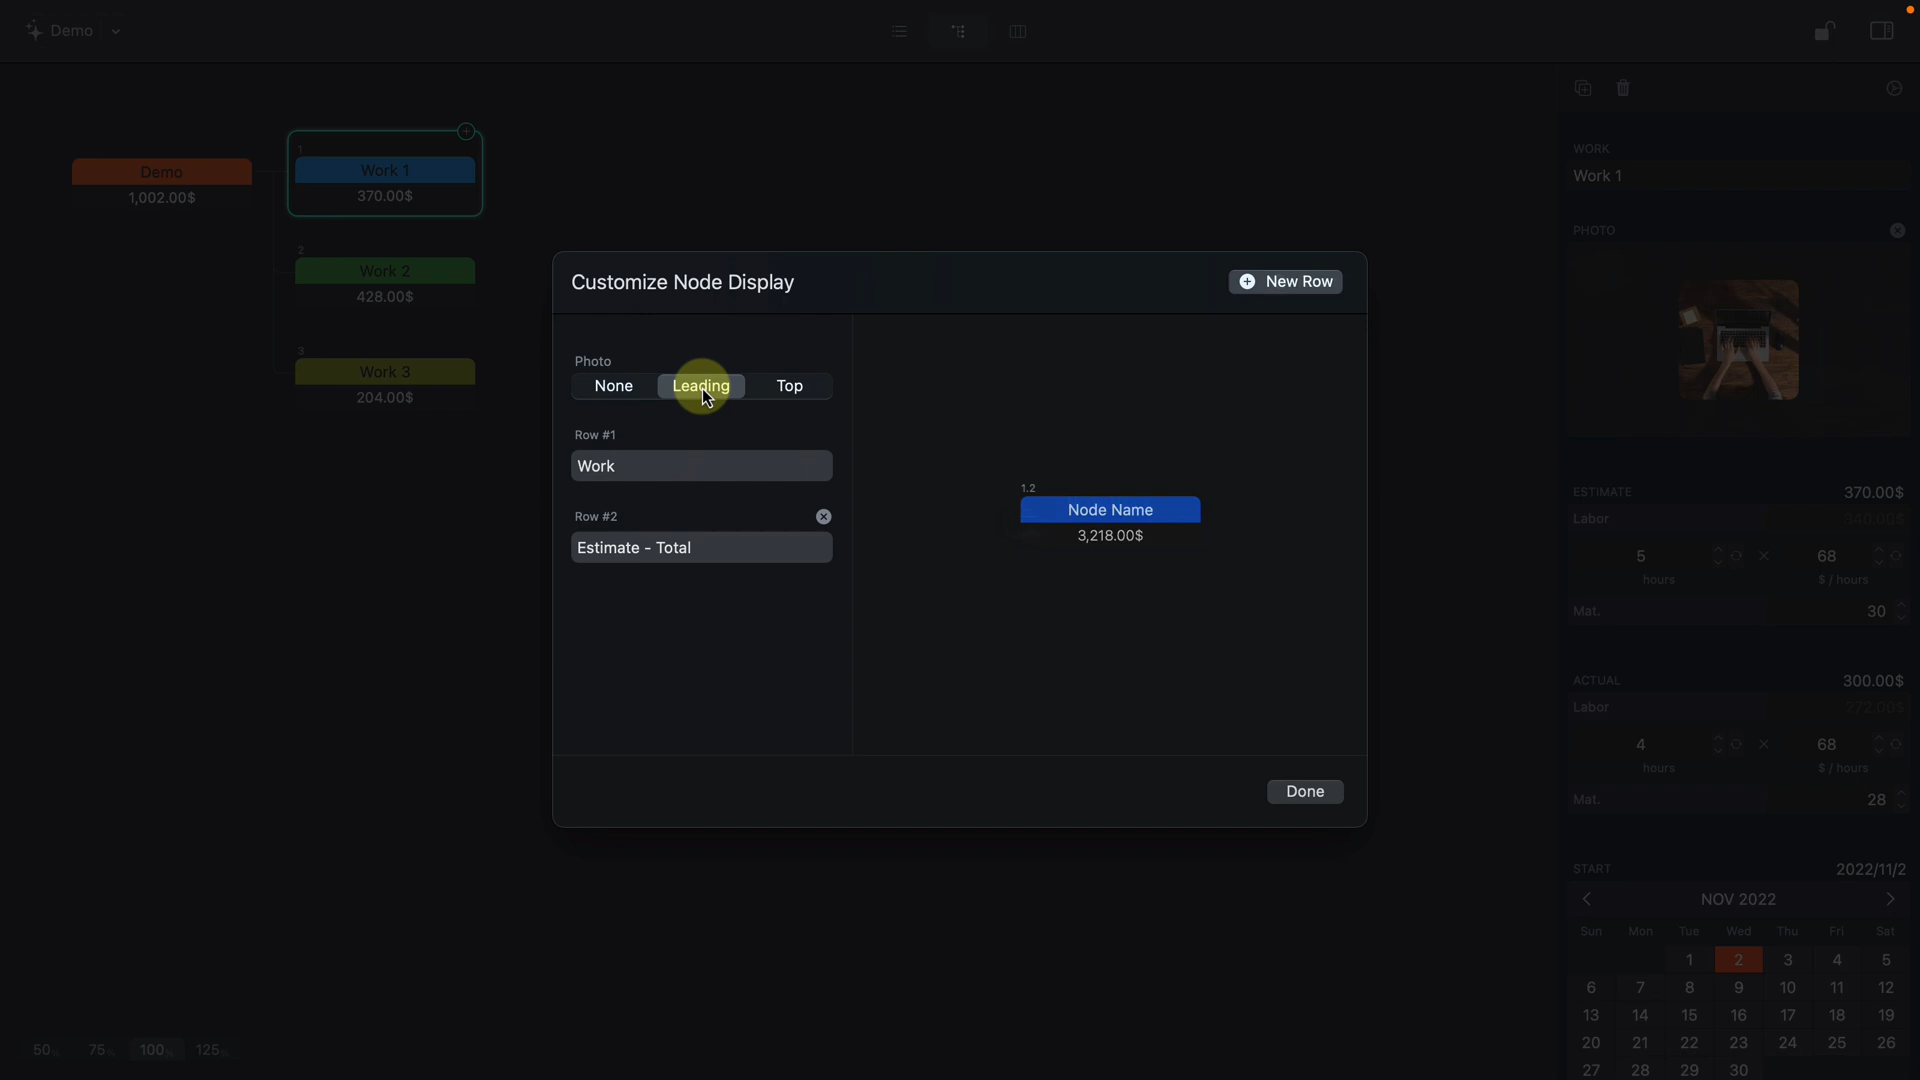 Demo
1
Demo
1,002.00$
Work 1
370.00$
2
Work 2
428.00$
3
Work 3
204.00$
50%
75%
100%
125%
Customize Node Display
New Row
Photo
None
Leading
Top
Row #1
Work
Row #2
Estimate - Total
1.2
Node Name
3,218.00$
Done
WORK
Work 1
PHOTO
ESTIMATE
370.00$
Labor
340.00$
5
×
68
hours
$ / hours
Mat.
30
ACTUAL
300.00$
Labor
272.00$
4
×
68
hours
$ / hours
Mat.
28
START
2022/11/2
NOV 2022
Sun Mon Tue Wed Thu Fri Sat
1 2 3 4 5
6 7 8 9 10 11 12
13 14 15 16 17 18 19
20 21 22 23 24 25 26
27 28 29 30